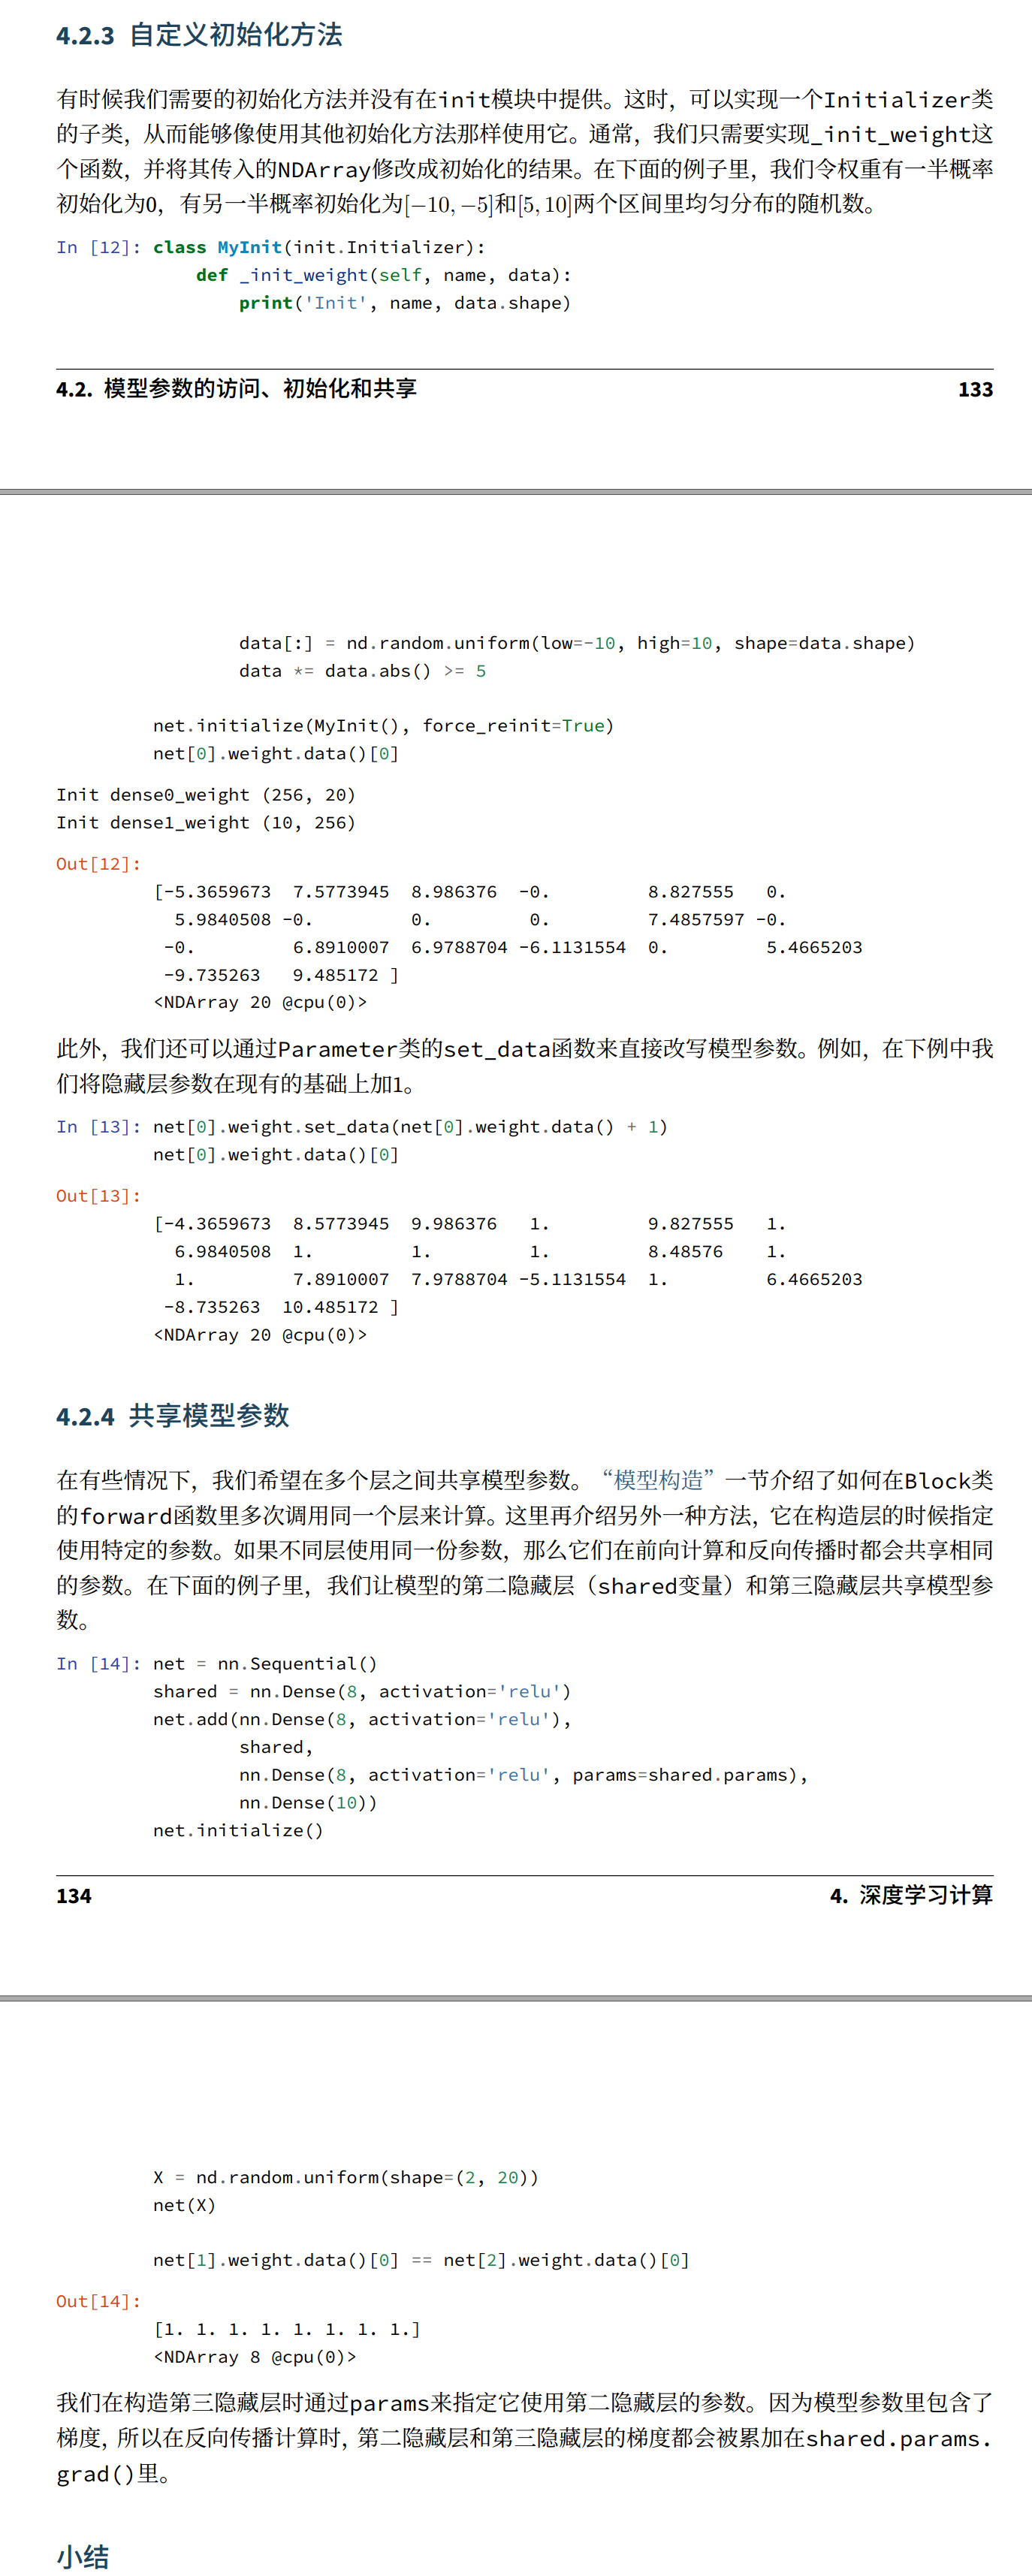 4.2.3 自定义初始化方法
有时候我们需要的初始化方法并没有在init模块中提供。这时，可以实现一个Initializer类
的子类，从而能够像使用其他初始化方法那样使用它。通常，我们只需要实现_init_weight这
个函数，并将其传入的NDArray修改成初始化的结果。在下面的例子里，我们令权重有一半概率
初始化为0，有另一半概率初始化为[−10, −5]和[5, 10]两个区间里均匀分布的随机数。
In [12]: class MyInit(init.Initializer):
def _init_weight(self, name, data):
print('Init', name, data.shape)
4.2. 模型参数的访问、初始化和共享 133
data[:] = nd.random.uniform(low=-10, high=10, shape=data.shape)
data *= data.abs() >= 5
net.initialize(MyInit(), force_reinit=True)
net[0].weight.data()[0]
Init dense0_weight (256, 20)
Init dense1_weight (10, 256)
Out[12]:
[-5.3659673 7.5773945 8.986376 -0. 8.827555 0.
5.9840508 -0. 0. 0. 7.4857597 -0.
-0. 6.8910007 6.9788704 -6.1131554 0. 5.4665203
-9.735263 9.485172 ]
<NDArray 20 @cpu(0)>
此外，我们还可以通过Parameter类的set_data函数来直接改写模型参数。例如，在下例中我
们将隐藏层参数在现有的基础上加1。
In [13]: net[0].weight.set_data(net[0].weight.data() + 1)
net[0].weight.data()[0]
Out[13]:
[-4.3659673 8.5773945 9.986376 1. 9.827555 1.
6.9840508 1. 1. 1. 8.48576 1.
1. 7.8910007 7.9788704 -5.1131554 1. 6.4665203
-8.735263 10.485172 ]
<NDArray 20 @cpu(0)>
4.2.4 共享模型参数
在有些情况下，我们希望在多个层之间共享模型参数。“模型构造”一节介绍了如何在Block类
的forward函数里多次调用同一个层来计算。这里再介绍另外一种方法，它在构造层的时候指定
使用特定的参数。如果不同层使用同一份参数，那么它们在前向计算和反向传播时都会共享相同
的参数。在下面的例子里，我们让模型的第二隐藏层（shared变量）和第三隐藏层共享模型参
数。
In [14]: net = nn.Sequential()
shared = nn.Dense(8, activation='relu')
net.add(nn.Dense(8, activation='relu'),
shared,
nn.Dense(8, activation='relu', params=shared.params),
nn.Dense(10))
net.initialize()
134 4. 深度学习计算
X = nd.random.uniform(shape=(2, 20))
net(X)
net[1].weight.data()[0] == net[2].weight.data()[0]
Out[14]:
[1. 1. 1. 1. 1. 1. 1. 1.]
<NDArray 8 @cpu(0)>
我们在构造第三隐藏层时通过params来指定它使用第二隐藏层的参数。因为模型参数里包含了
梯度，所以在反向传播计算时，第二隐藏层和第三隐藏层的梯度都会被累加在shared.params.
grad()里。
小结